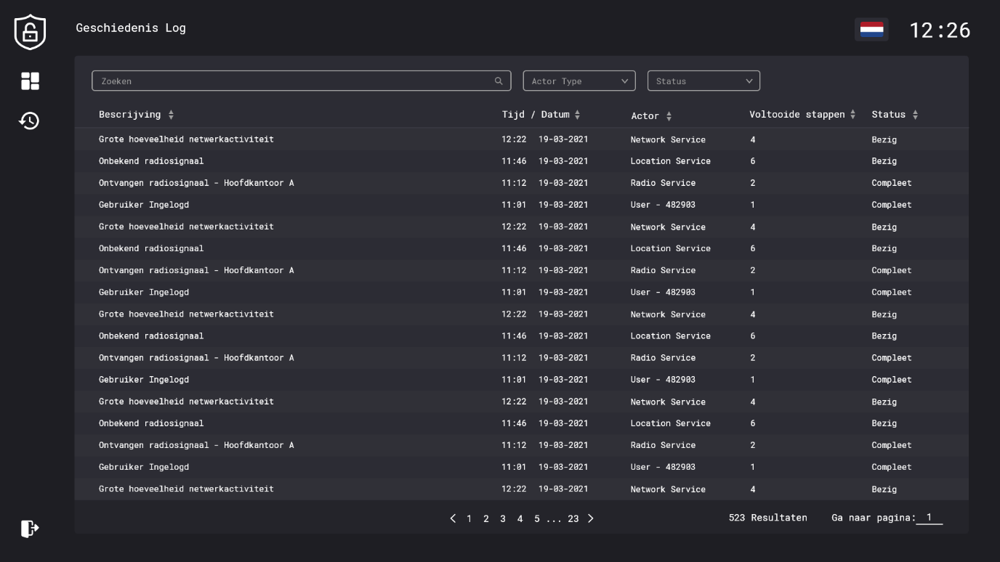 Geschiedenis Log
12:26
Zoeken Actor Type Status
Beschrijving Tijd / Datum Actor Voltooide stappen Status
Grote hoeveelheid netwerkactiviteit 12:22 19-03-2021 Network Service 4 Bezig
Onbekend radiosignaal 11:46 19-03-2021 Location Service 6 Bezig
Ontvangen radiosignaal - Hoofdkantoor A 11:12 19-03-2021 Radio Service 2 Compleet
Gebruiker Ingelogd 11:01 19-03-2021 User - 482903 1 Compleet
Grote hoeveelheid netwerkactiviteit 12:22 19-03-2021 Network Service 4 Bezig
Onbekend radiosignaal 11:46 19-03-2021 Location Service 6 Bezig
Ontvangen radiosignaal - Hoofdkantoor A 11:12 19-03-2021 Radio Service 2 Compleet
Gebruiker Ingelogd 11:01 19-03-2021 User - 482903 1 Compleet
Grote hoeveelheid netwerkactiviteit 12:22 19-03-2021 Network Service 4 Bezig
Onbekend radiosignaal 11:46 19-03-2021 Location Service 6 Bezig
Ontvangen radiosignaal - Hoofdkantoor A 11:12 19-03-2021 Radio Service 2 Compleet
Gebruiker Ingelogd 11:01 19-03-2021 User - 482903 1 Compleet
Grote hoeveelheid netwerkactiviteit 12:22 19-03-2021 Network Service 4 Bezig
Onbekend radiosignaal 11:46 19-03-2021 Location Service 6 Bezig
Ontvangen radiosignaal - Hoofdkantoor A 11:12 19-03-2021 Radio Service 2 Compleet
Gebruiker Ingelogd 11:01 19-03-2021 User - 482903 1 Compleet
Grote hoeveelheid netwerkactiviteit 12:22 19-03-2021 Network Service 4 Bezig
1 2 3 4 5 ... 23 523 Resultaten Ga naar pagina: 1